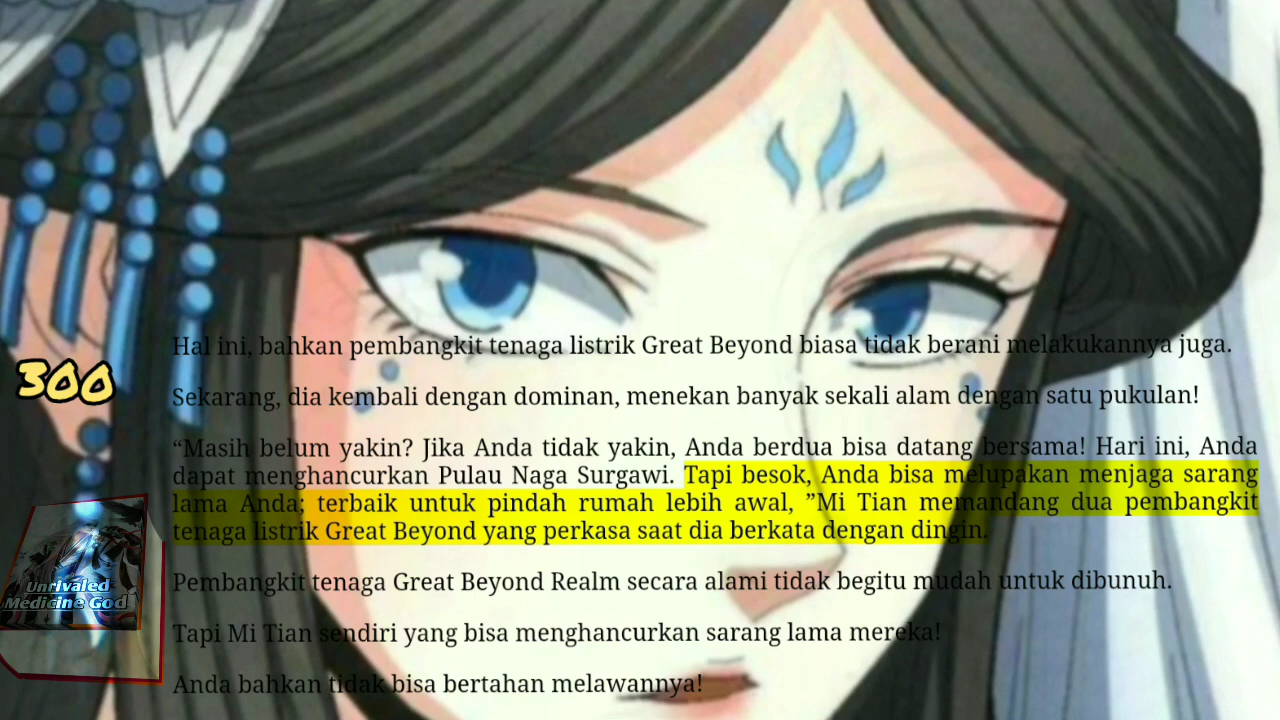 Hal ini, bahkan pembangkit tenaga listrik Great Beyond biasa tidak berani melakukannya juga.
Sekarang, dia kembali dengan dominan, menekan banyak sekali alam dengan satu pukulan!
“Masih belum yakin? Jika Anda tidak yakin, Anda berdua bisa datang bersama! Hari ini, Anda
dapat menghancurkan Pulau Naga Surgawi. Tapi besok, Anda bisa melupakan menjaga sarang
lama Anda; terbaik untuk pindah rumah lebih awal, ”Mi Tian memandang dua pembangkit
tenaga listrik Great Beyond yang perkasa saat dia berkata dengan dingin.
Pembangkit tenaga Great Beyond Realm secara alami tidak begitu mudah untuk dibunuh.
Tapi Mi Tian sendiri yang bisa menghancurkan sarang lama mereka!
Anda bahkan tidak bisa bertahan melawannya!
300
Unrivaled
Medicine God